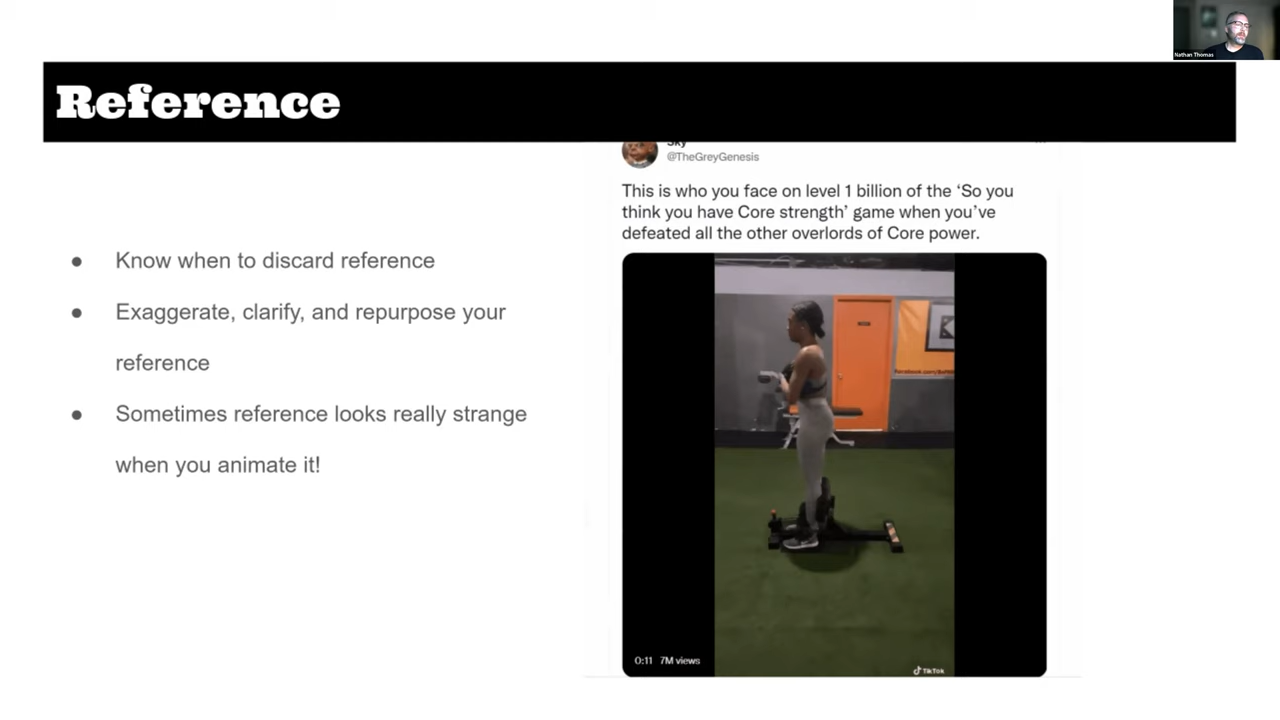 Nathan Thomas
Reference
Sky
@TheGreyGenesis
This is who you face on level 1 billion of the ‘So you
think you have Core strength’ game when you’ve
defeated all the other overlords of Core power.
● Know when to discard reference
● Exaggerate, clarify, and repurpose your
reference
● Sometimes reference looks really strange
when you animate it!
0:11 7M views
TikTok